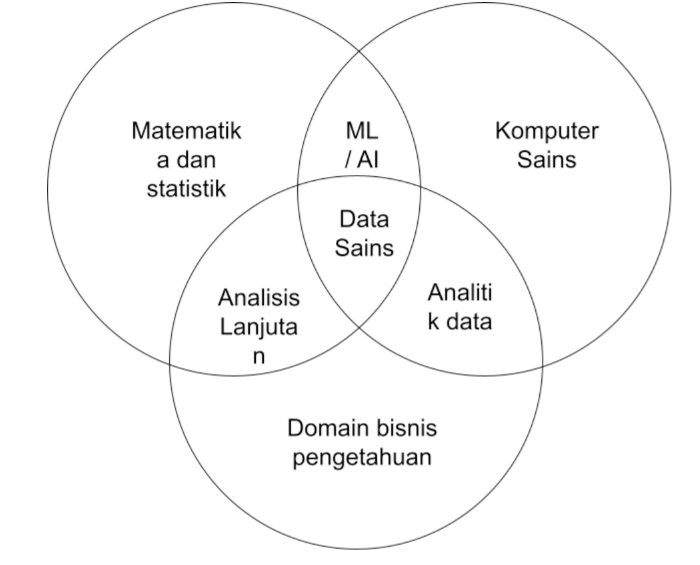 Matematik
a dan
statistik
ML
/ AI
Komputer
Sains
Data
Sains
Analisis
Lanjuta
n
Analiti
k data
Domain bisnis
pengetahuan